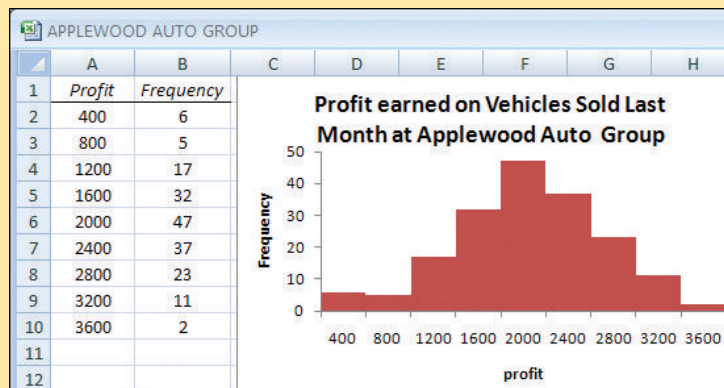 APPLEWOOD AUTO GROUP
A B C D E F G H
1 Profit Frequency
2 400 6
3 800 5
4 1200 17
5 1600 32
6 2000 47
7 2400 37
8 2800 23
9 3200 11
10 3600 2
11
12
Profit earned on Vehicles Sold Last
Month at Applewood Auto Group
Frequency
50
40
30
20
10
0
400 800 1200 1600 2000 2400 2800 3200 3600
profit